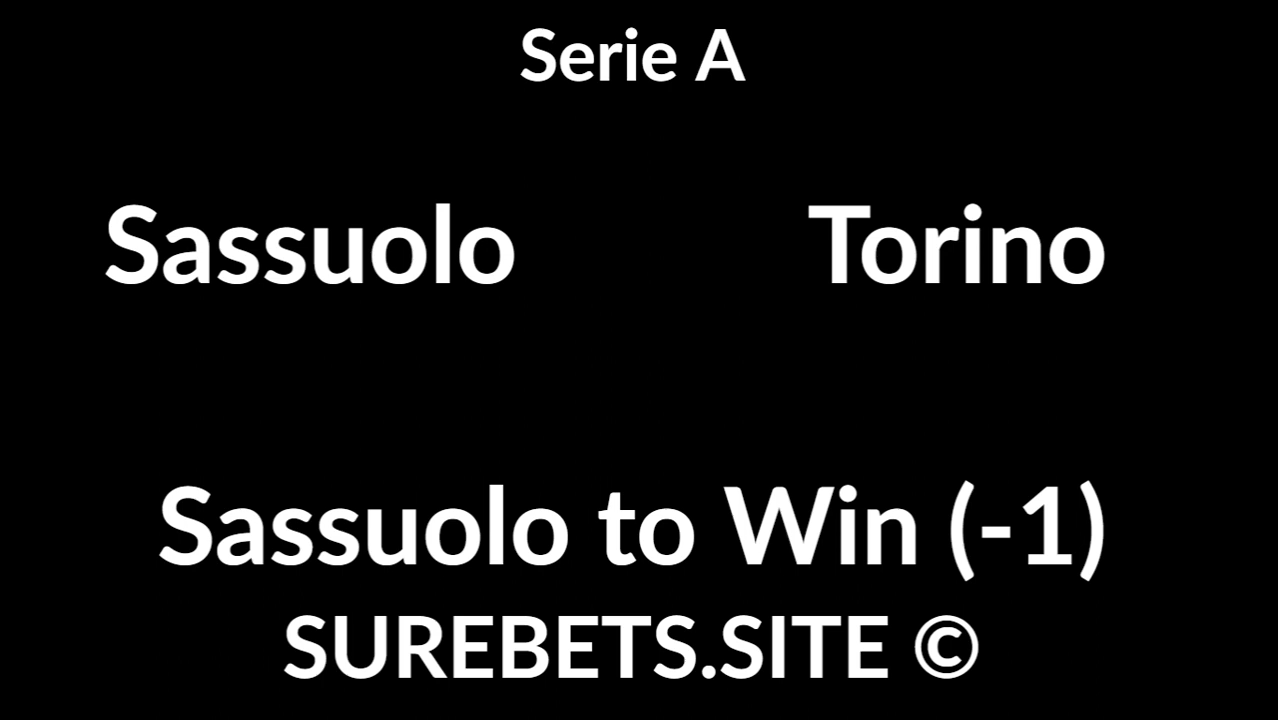 Serie A
Sassuolo Torino
Sassuolo to Win (-1)
SUREBETS.SITE ©